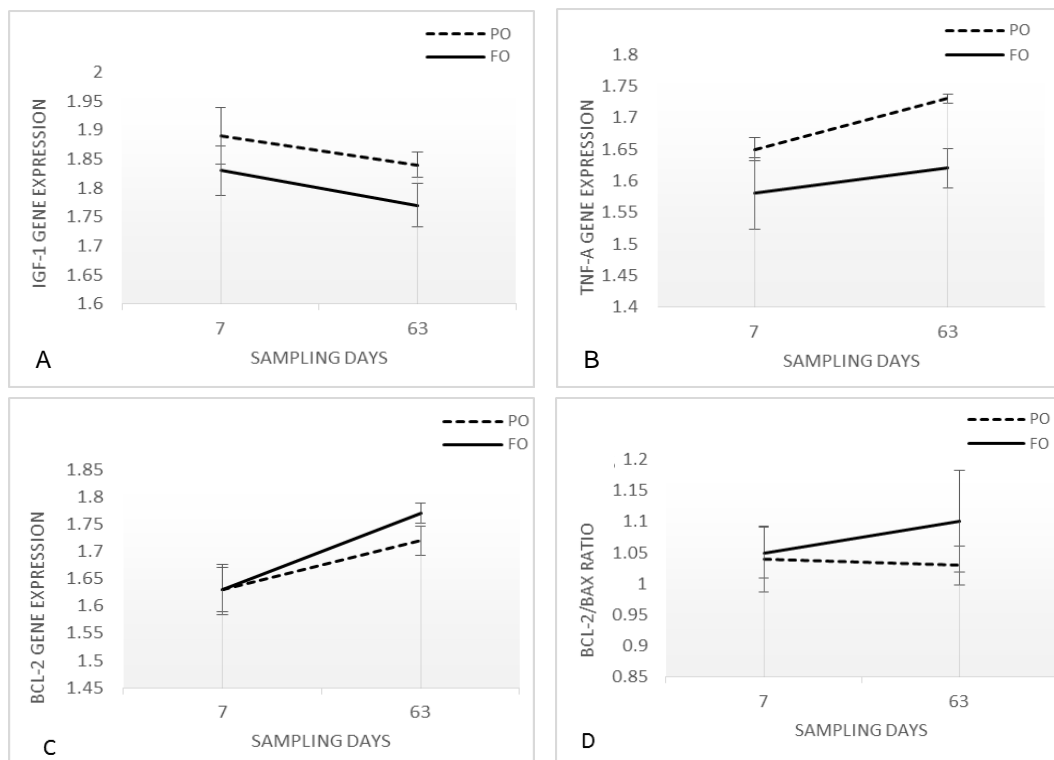 PO
FO
2
1.95
1.9
1.85
1.8
1.75
1.7
1.65
1.6
IGF-1 GENE EXPRESSION
7 63
SAMPLING DAYS
A
PO
FO
1.8
1.75
1.7
1.65
1.6
1.55
1.5
1.45
1.4
TNF-A GENE EXPRESSION
7 63
SAMPLING DAYS
B
PO
FO
1.85
1.8
1.75
1.7
1.65
1.6
1.55
1.5
1.45
BCL-2 GENE EXPRESSION
7 63
SAMPLING DAYS
C
PO
FO
1.2
1.15
1.1
1.05
1
0.95
0.9
0.85
BCL-2/BAX RATIO
7 63
SAMPLING DAYS
D